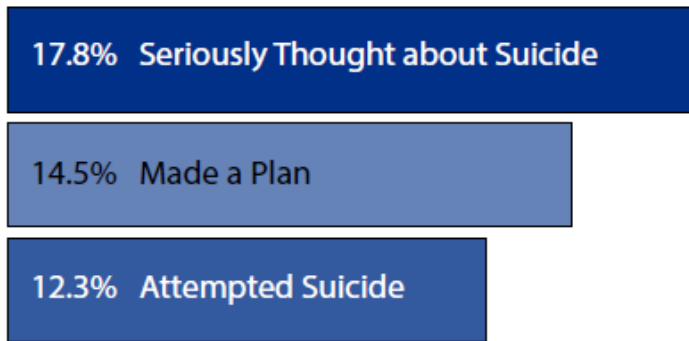 17.8% Seriously Thought about Suicide
14.5% Made a Plan
12.3% Attempted Suicide